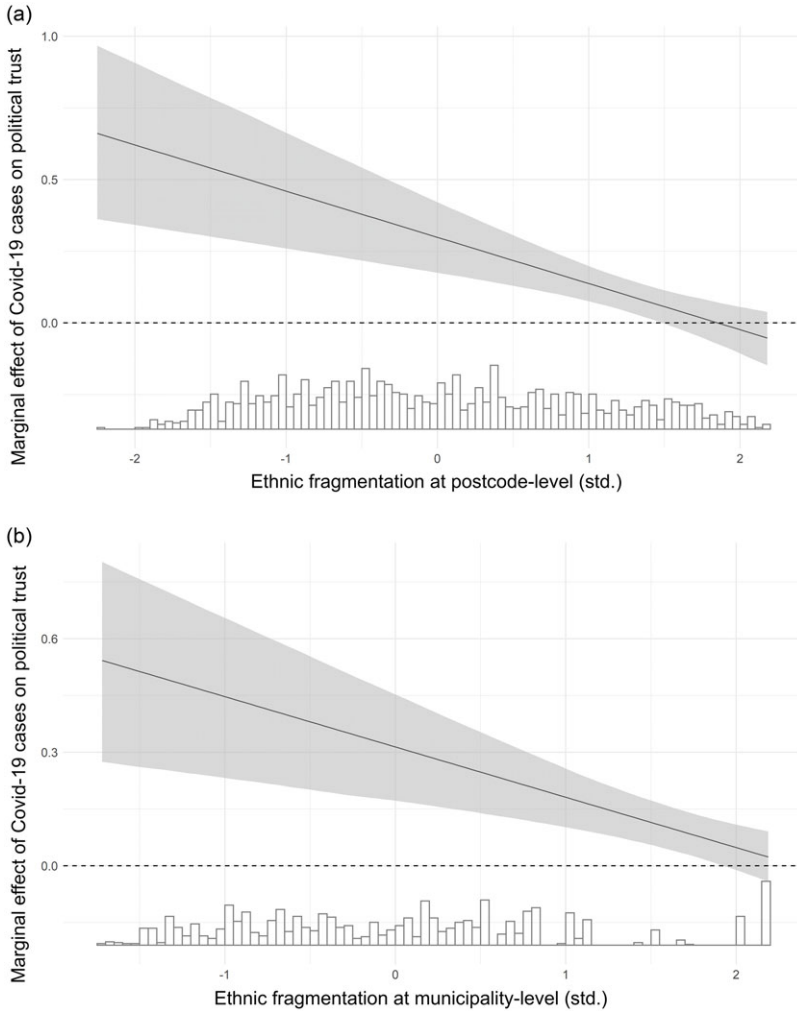 (a)
Marginal effect of Covid-19 cases on political trust
1.0
0.5
0.0
-2 -1 0 1 2
Ethnic fragmentation at postcode-level (std.)
(b)
Marginal effect of Covid-19 cases on political trust
0.6
0.3
0.0
-1 0 1 2
Ethnic fragmentation at municipality-level (std.)